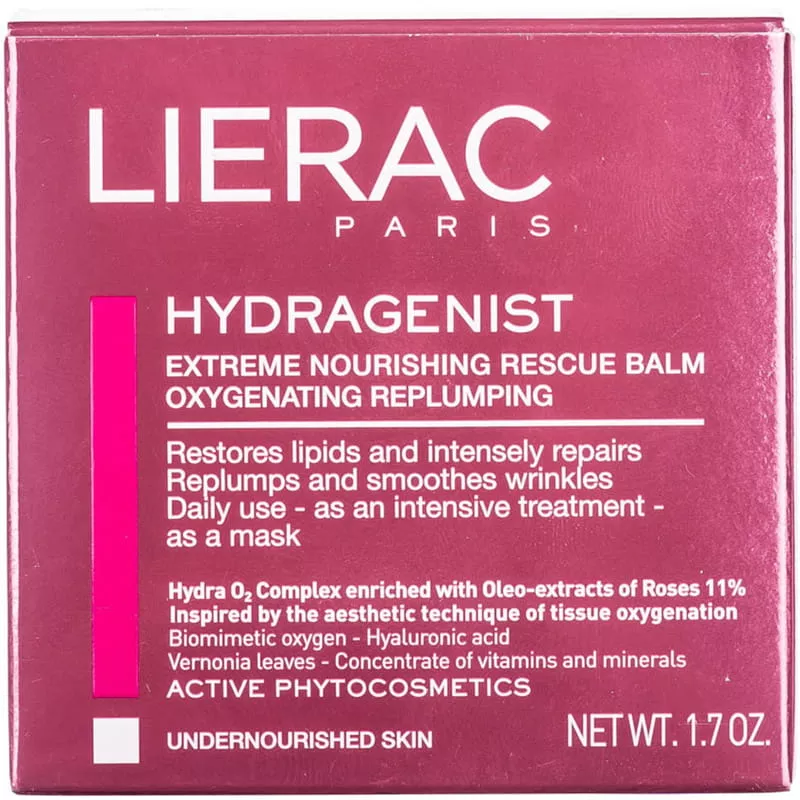 LIERAC
PARIS
HYDRAGENIST
EXTREME NOURISHING RESCUE BALM
OXYGENATING REPLUMPING
Restores lipids and intensely repairs
Replumps and smoothes wrinkles
Daily use - as an intensive treatment -
as a mask
Hydra O₂ Complex enriched with Oleo-extracts of Roses 11%
Inspired by the aesthetic technique of tissue oxygenation
Biomimetic oxygen - Hyaluronic acid
Vernonia leaves - Concentrate of vitamins and minerals
ACTIVE PHYTOCOSMETICS
UNDERNOURISHED SKIN
NET WT. 1.7 OZ.